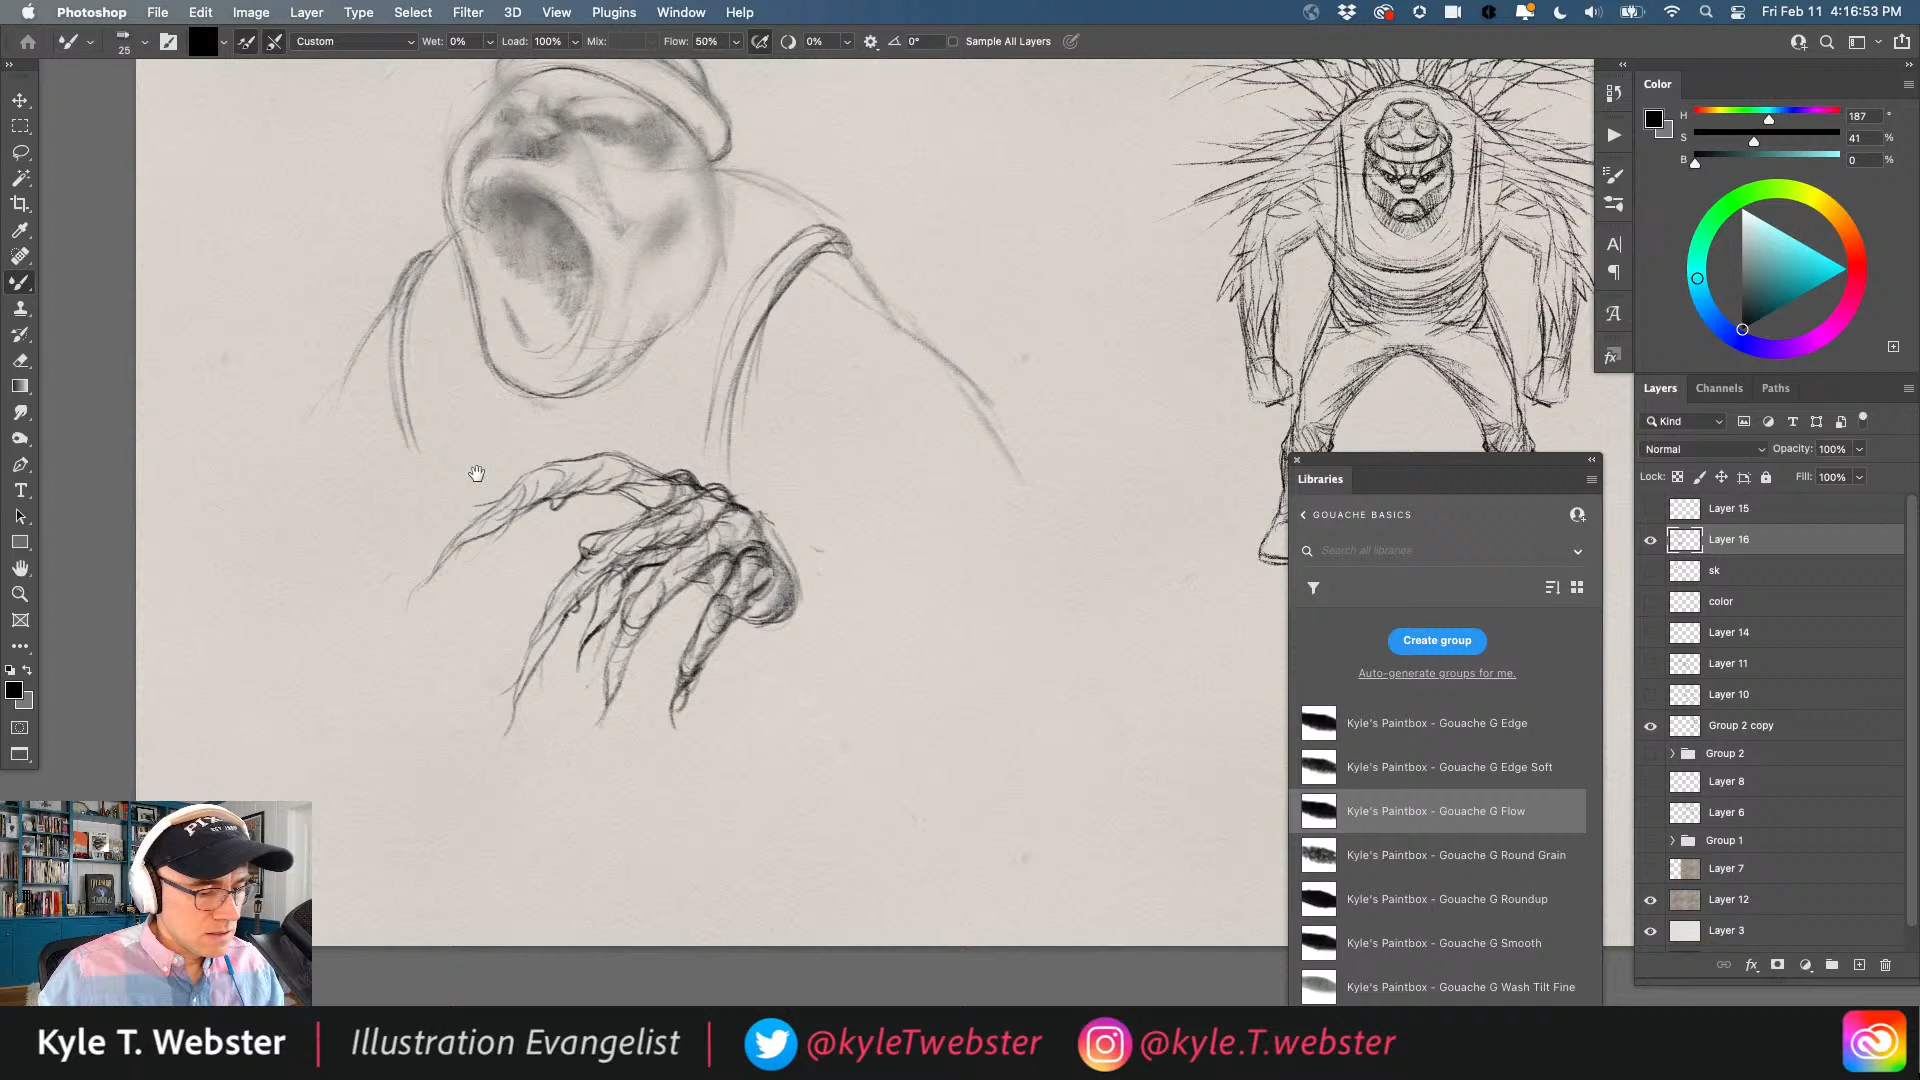 Photoshop File Edit Image Layer Type Select Filter 3D View Plugins Window Help Fri Feb 11 4:16:53 PM
25 Custom Wet: 0% Load: 100% Mix: Flow: 50% 0% 0° Sample All Layers
Color
H 187 °
S 41 %
B 0 %
Layers Channels Paths
Kind
Normal Opacity: 100%
Lock: Fill: 100%
Layer 15
Layer 16
sk
color
Layer 14
Layer 11
Layer 10
Group 2 copy
Group 2
Layer 8
Layer 6
Group 1
Layer 7
Layer 12
Layer 3
Libraries
GOUACHE BASICS
Search all libraries
Create group
Auto-generate groups for me.
Kyle's Paintbox - Gouache G Edge
Kyle's Paintbox - Gouache G Edge Soft
Kyle's Paintbox - Gouache G Flow
Kyle's Paintbox - Gouache G Round Grain
Kyle's Paintbox - Gouache G Roundup
Kyle's Paintbox - Gouache G Smooth
Kyle's Paintbox - Gouache G Wash Tilt Fine
Kyle T. Webster | Illustration Evangelist | @kyleTwebster @kyle.T.webster